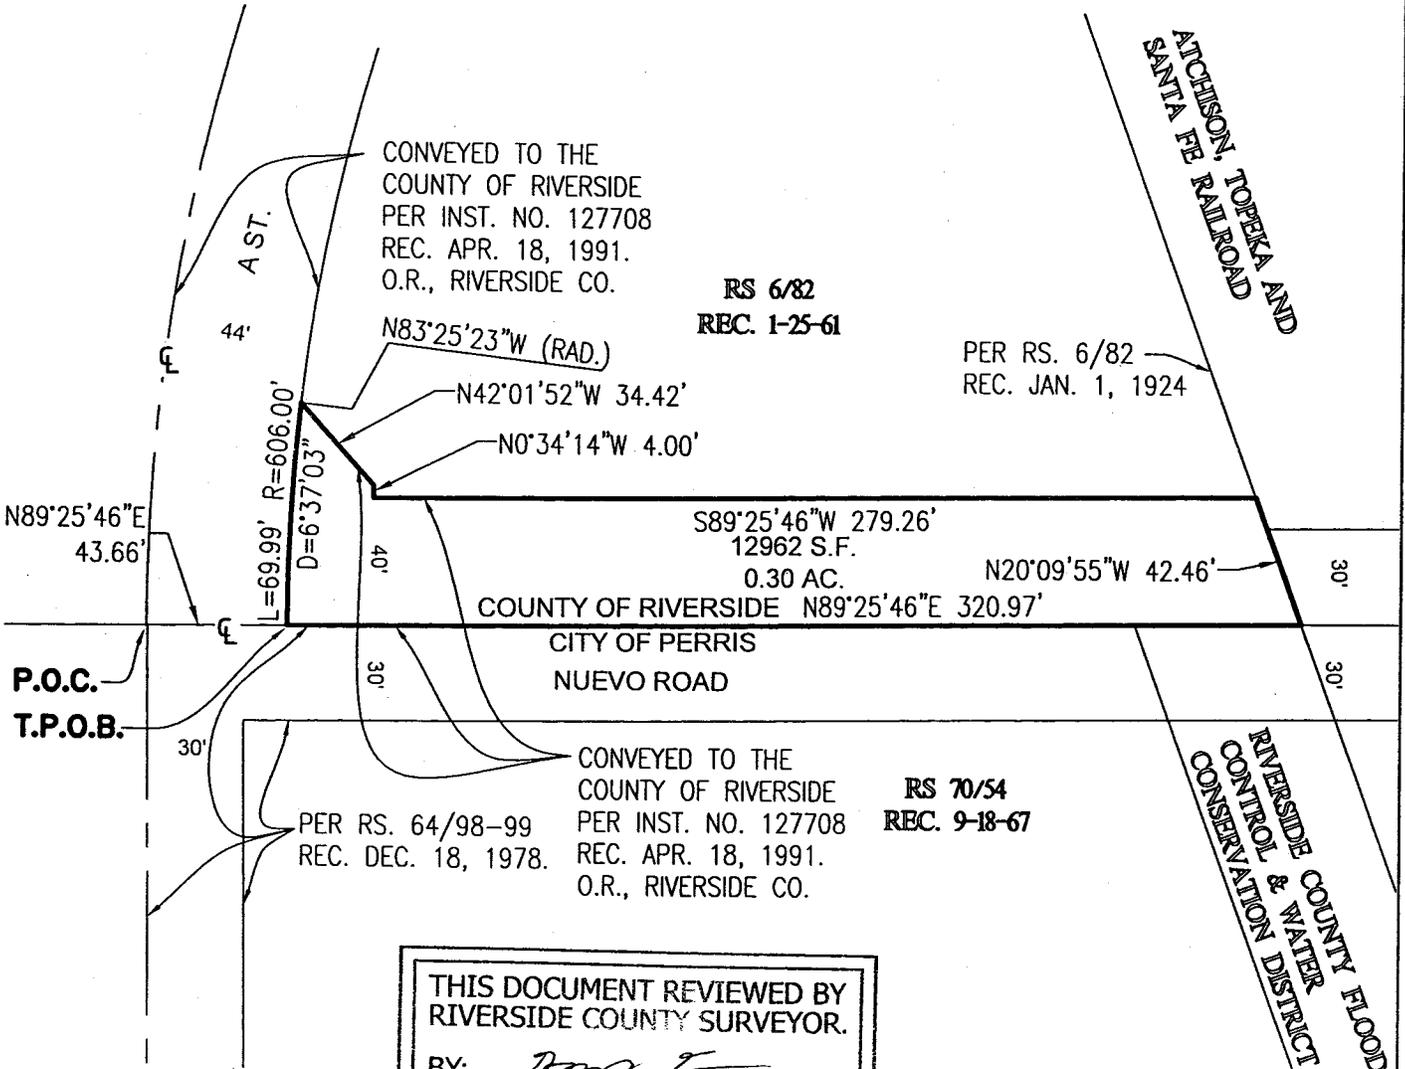 ATCHISON, TOPEKA AND
SANTA FE RAILROAD
CONVEYED TO THE
COUNTY OF RIVERSIDE
PER INST. NO. 127708
REC. APR. 18, 1991.
O.R., RIVERSIDE CO.
A ST.
RS 6/82
REC. 1-25-61
44'
N83°25'23"W (RAD.)
PER RS. 6/82
REC. JAN. 1, 1924
℄
N42°01'52"W 34.42'
N0°34'14"W 4.00'
L=69.99' R=606.00'
D=6°37'03"
N89°25'46"E
43.66'
S89°25'46"W 279.26'
12962 S.F.
0.30 AC.
40'
N20°09'55"W 42.46'
30'
COUNTY OF RIVERSIDE N89°25'46"E 320.97'
℄
CITY OF PERRIS
NUEVO ROAD
P.O.C.
T.P.O.B.
30'
30'
30'
CONVEYED TO THE
COUNTY OF RIVERSIDE
PER INST. NO. 127708
REC. APR. 18, 1991.
O.R., RIVERSIDE CO.
RS 70/54
REC. 9-18-67
PER RS. 64/98-99
REC. DEC. 18, 1978.
RIVERSIDE COUNTY FLOOD
CONTROL & WATER
CONSERVATION DISTRICT
THIS DOCUMENT REVIEWED BY
RIVERSIDE COUNTY SURVEYOR.
BY: